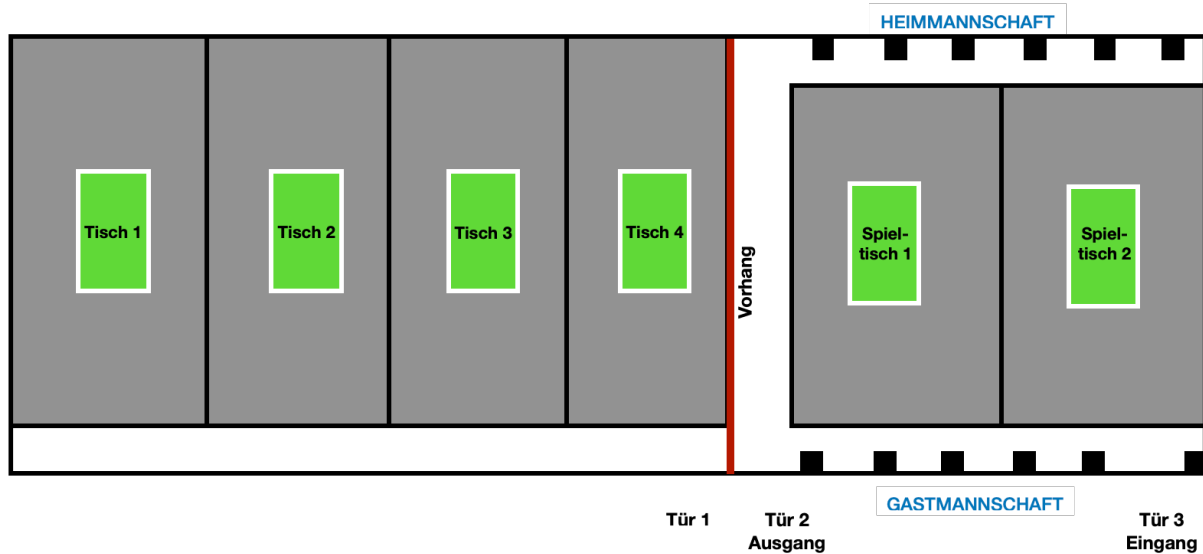 HEIMMANNSCHAFT
Tisch 1
Tisch 2
Tisch 3
Tisch 4
Vorhang
Spiel-
tisch 1
Spiel-
tisch 2
GASTMANNSCHAFT
Tür 1
Tür 2
Ausgang
Tür 3
Eingang